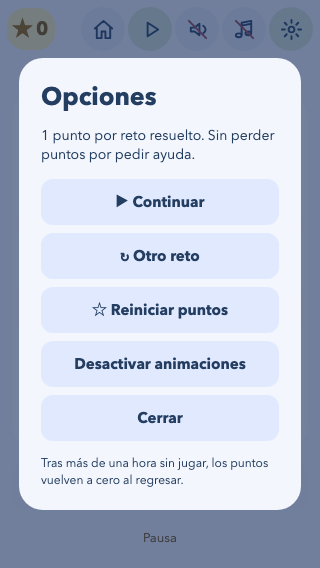 ★ 0
Opciones
1 punto por reto resuelto. Sin perder
puntos por pedir ayuda.
▶ Continuar
↻ Otro reto
☆ Reiniciar puntos
Desactivar animaciones
Cerrar
Tras más de una hora sin jugar, los puntos
vuelven a cero al regresar.
Pausa